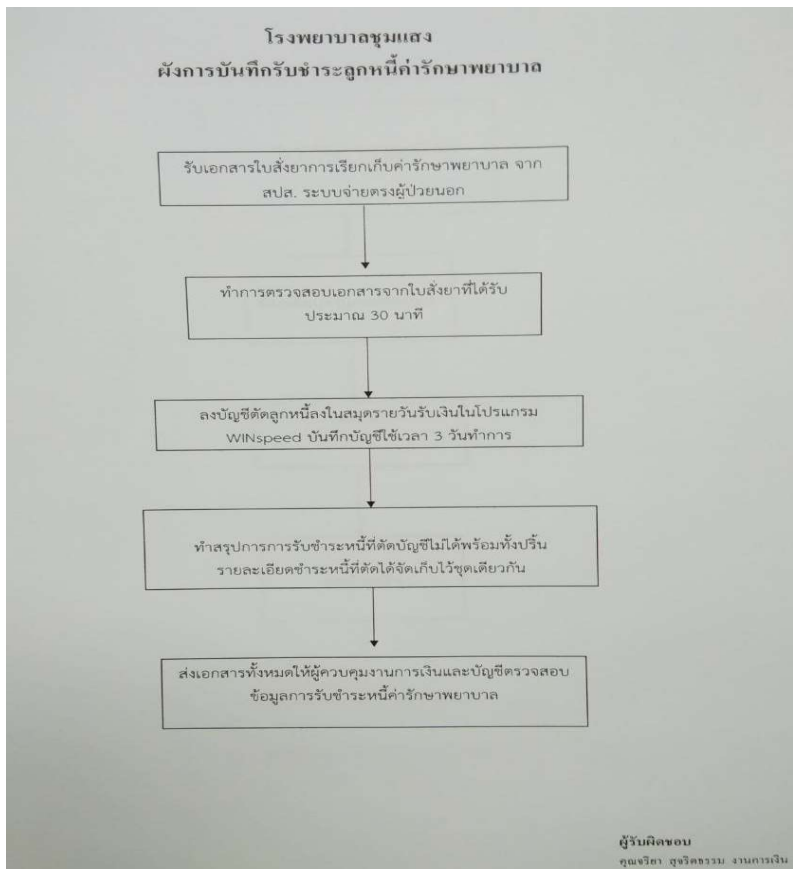 โรงพยาบาลชุมแสง
ผังการบันทึกรับชำระลูกหนี้ค่ารักษาพยาบาล
รับเอกสารใบสั่งยาการเรียกเก็บค่ารักษาพยาบาล จาก
สปส. ระบบจ่ายตรงผู้ป่วยนอก
ทำการตรวจสอบเอกสารจากใบสั่งยาที่ได้รับ
ประมาณ 30 นาที
ลงบัญชีตัดลูกหนี้ลงในสมุดรายวันรับเงินในโปรแกรม
WINspeed บันทึกบัญชีใช้เวลา 3 วันทำการ
ทำสรุปการการรับชำระหนี้ที่ตัดบัญชีไม่ได้พร้อมทั้งปริ้น
รายละเอียดชำระหนี้ที่ตัดได้จัดเก็บไว้ชุดเดียวกัน
ส่งเอกสารทั้งหมดให้ผู้ควบคุมงานการเงินและบัญชีตรวจสอบ
ข้อมูลการรับชำระหนี้ค่ารักษาพยาบาล
ผู้รับผิดชอบ
คุณจริยา สุจริตธรรม งานการเงิน